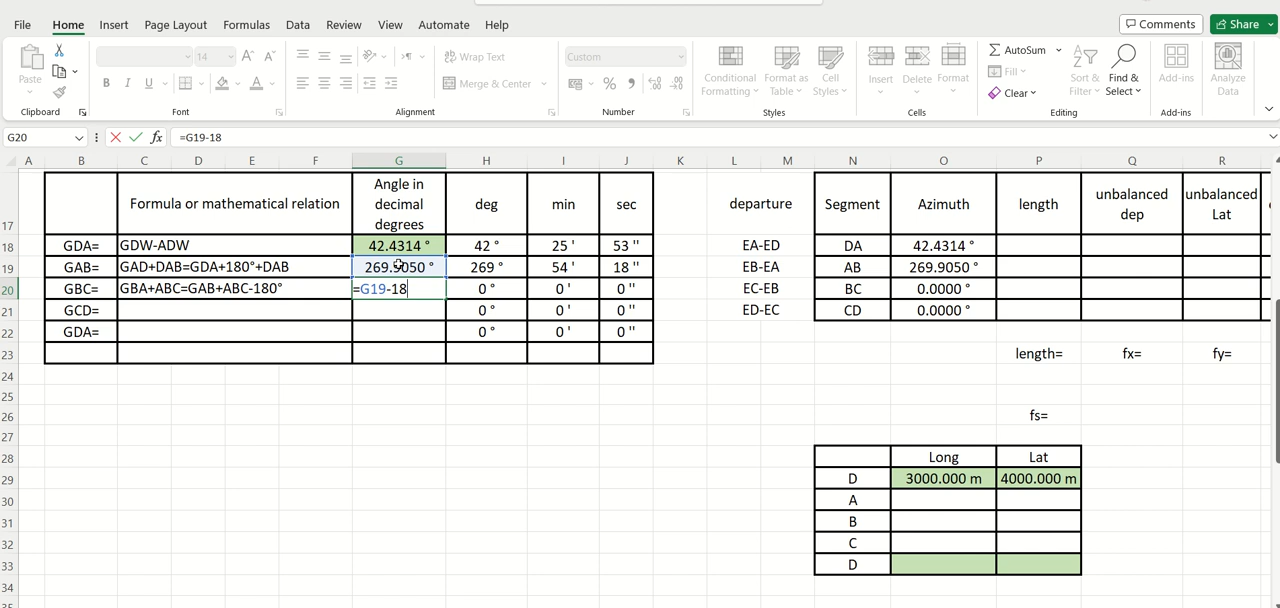 File Home Insert Page Layout Formulas Data Review View Automate Help Comments Share
Paste 14 A^ A˅ Wrap Text Custom Conditional Formatting Format as Table Cell Styles Insert Delete Format AutoSum Sort & Filter Find & Select Add-ins Analyze Data
B I U A Merge & Center % , Fill Clear
Clipboard Font Alignment Number Styles Cells Editing Add-ins
G20 fx =G19-18
A B C D E F G H I J K L M N O P Q R
17 Formula or mathematical relation Angle in decimal degrees deg min sec departure Segment Azimuth length unbalanced dep unbalanced Lat
18 GDA= GDW-ADW 42.4314 ° 42 ° 25 ' 53 '' EA-ED DA 42.4314 °
19 GAB= GAD+DAB=GDA+180°+DAB 269.9050 ° 269 ° 54 ' 18 '' EB-EA AB 269.9050 °
20 GBC= GBA+ABC=GAB+ABC-180° =G19-18 0 ° 0 ' 0 '' EC-EB BC 0.0000 °
21 GCD= 0 ° 0 ' 0 '' ED-EC CD 0.0000 °
22 GDA= 0 ° 0 ' 0 ''
23 length= fx= fy=
24
25
26 fs=
27
28 Long Lat
29 D 3000.000 m 4000.000 m
30 A
31 B
32 C
33 D
34